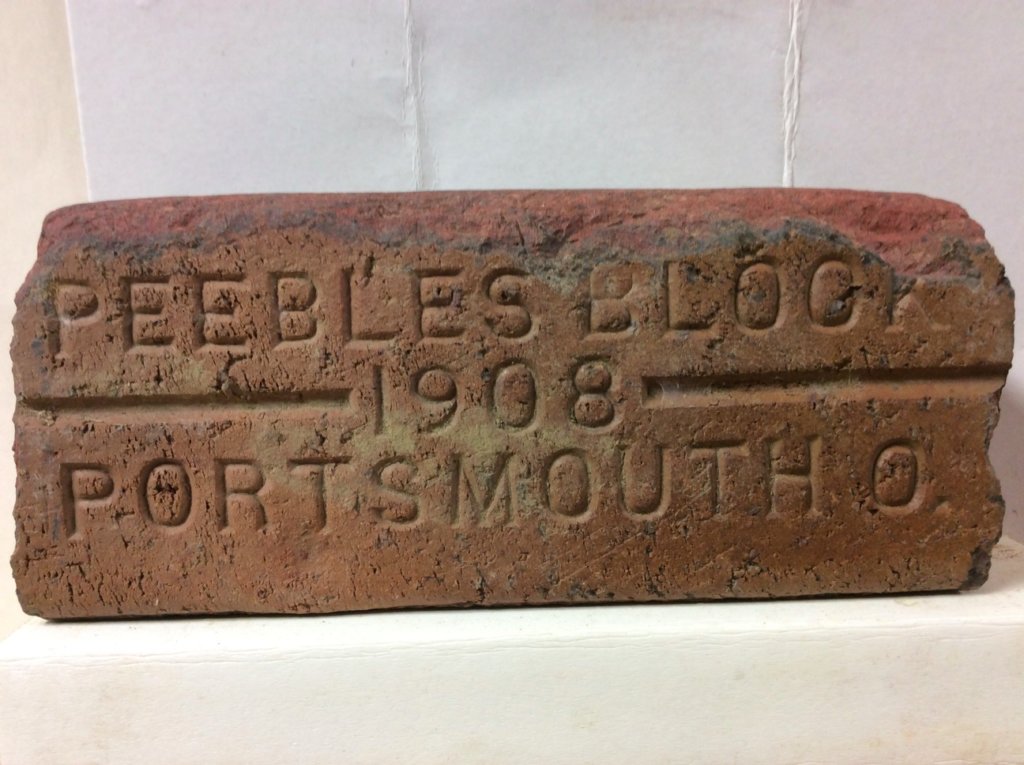 PEEBLES BLOCK
1908
PORTSMOUTH O.